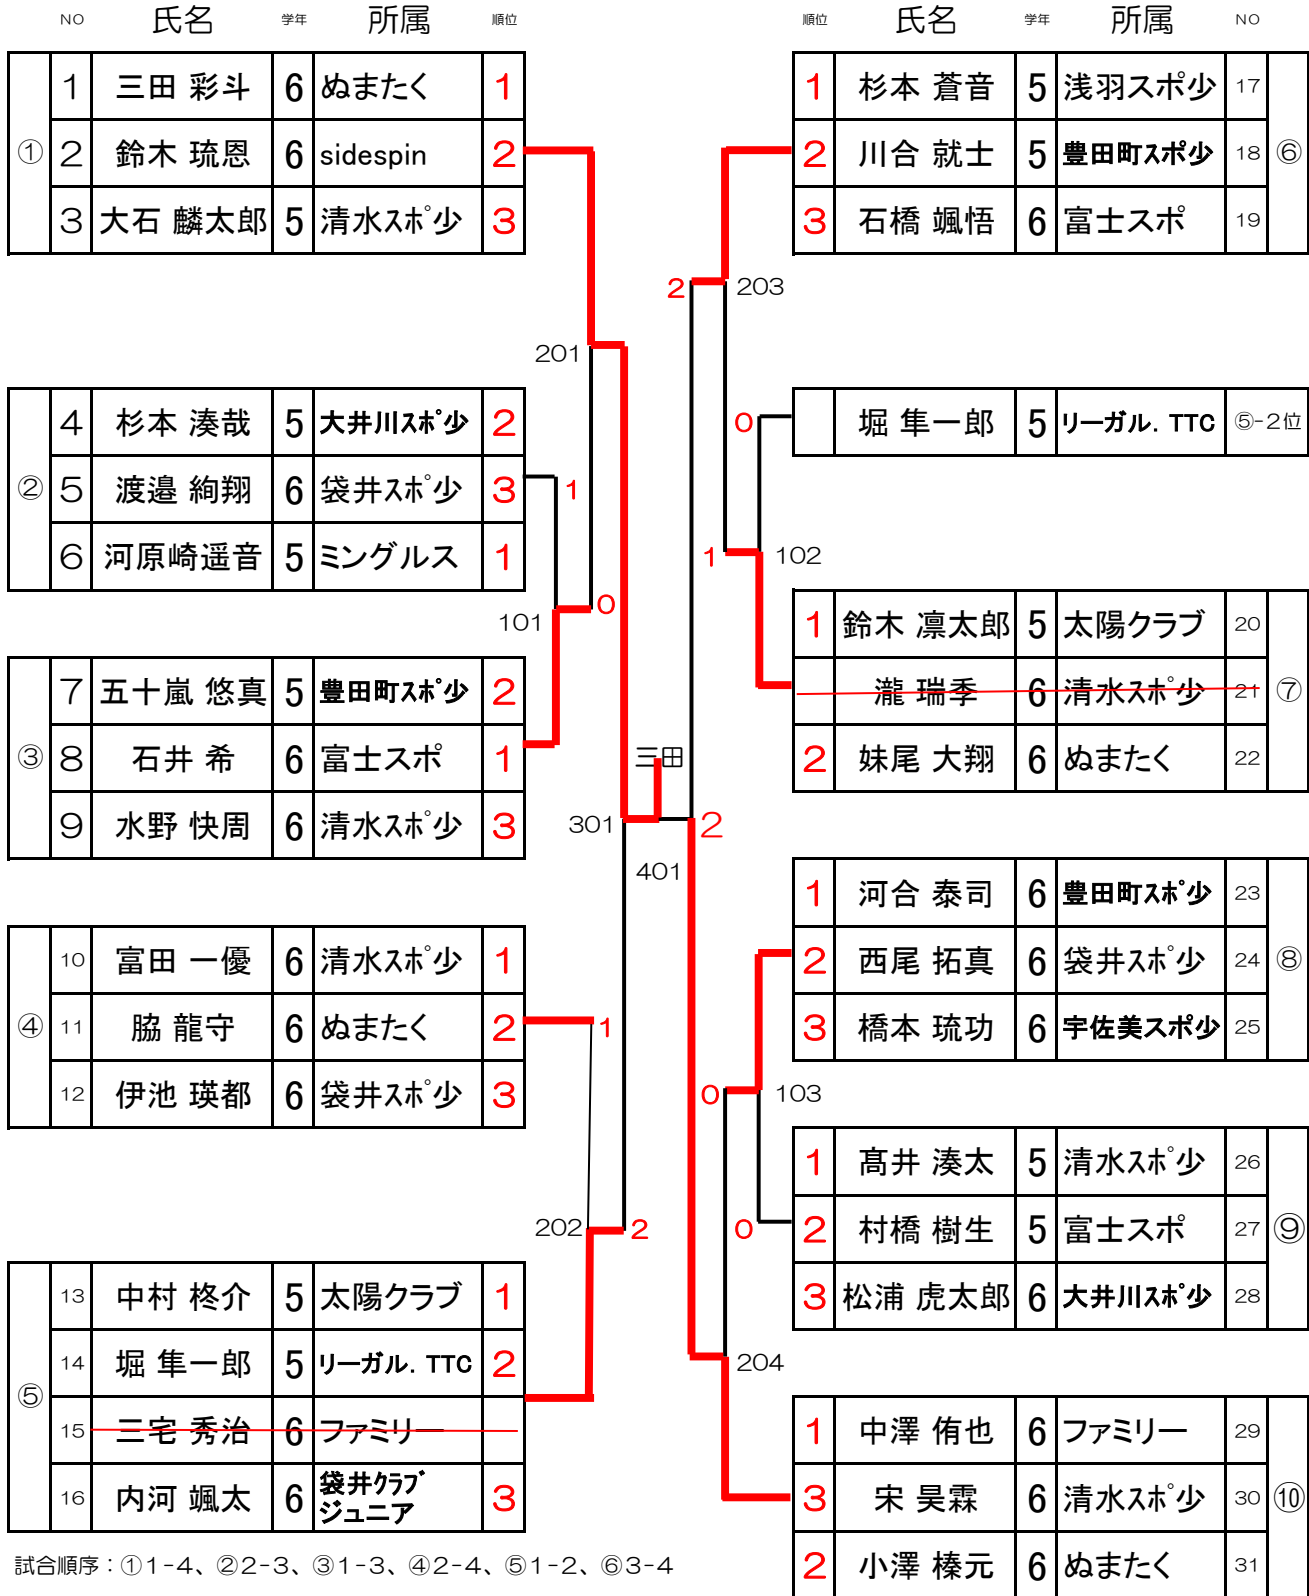 NO 氏名 学年 所属 順位
① 1 三田 彩斗 6 ぬまたく 1
2 鈴木 琉恩 6 sidespin 2
3 大石 麟太郎 5 清水スポ少 3
201
② 4 杉本 湊哉 5 大井川スポ少 2
5 渡邉 絢翔 6 袋井スポ少 3
6 河原崎遥音 5 ミングルス 1
1
101 0
③ 7 五十嵐 悠真 5 豊田町スポ少 2
8 石井 希 6 富士スポ 1
9 水野 快周 6 清水スポ少 3
三田
301
401
2
④ 10 富田 一優 6 清水スポ少 1
11 脇 龍守 6 ぬまたく 2
12 伊池 瑛都 6 袋井スポ少 3
1
202 2
⑤ 13 中村 柊介 5 太陽クラブ 1
14 堀 隼一郎 5 リーガル.TTC 2
15 三宅 秀治 6 ファミリー
16 内河 颯太 6 袋井クラブジュニア 3
試合順序：①1-4、②2-3、③1-3、④2-4、⑤1-2、⑥3-4
順位 氏名 学年 所属 NO
1 杉本 蒼音 5 浅羽スポ少 17 ⑥
2 川合 就士 5 豊田町スポ少 18
3 石橋 颯悟 6 富士スポ 19
2 203
0
堀 隼一郎 5 リーガル.TTC ⑤-2位
1 102
1 鈴木 凛太郎 5 太陽クラブ 20 ⑦
瀧 瑞季 6 清水スポ少 21
2 妹尾 大翔 6 ぬまたく 22
1 河合 泰司 6 豊田町スポ少 23 ⑧
2 西尾 拓真 6 袋井スポ少 24
3 橋本 琉功 6 宇佐美スポ少 25
0 103
0
1 髙井 湊太 5 清水スポ少 26 ⑨
2 村橋 樹生 5 富士スポ 27
3 松浦 虎太郎 6 大井川スポ少 28
204
1 中澤 侑也 6 ファミリー 29 ⑩
3 宋 昊霖 6 清水スポ少 30
2 小澤 榛元 6 ぬまたく 31